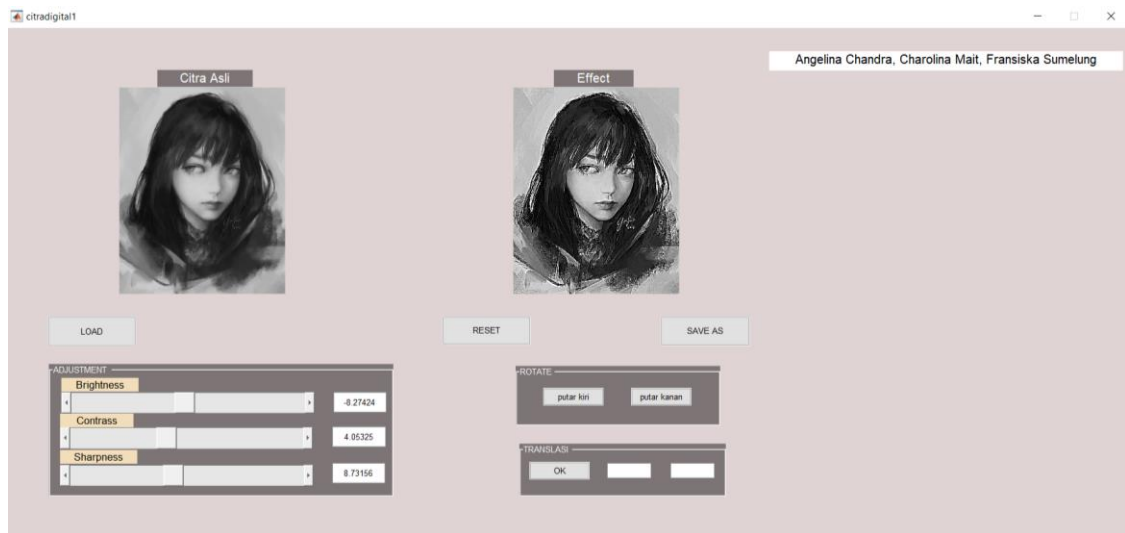 citradigital1
Angelina Chandra, Charolina Mait, Fransiska Sumelung
Citra Asli
Effect
LOAD
RESET
SAVE AS
ADJUSTMENT
Brightness
-8.27424
Contrass
4.05325
Sharpness
8.73156
ROTATE
putar kiri
putar kanan
TRANSLASI
OK